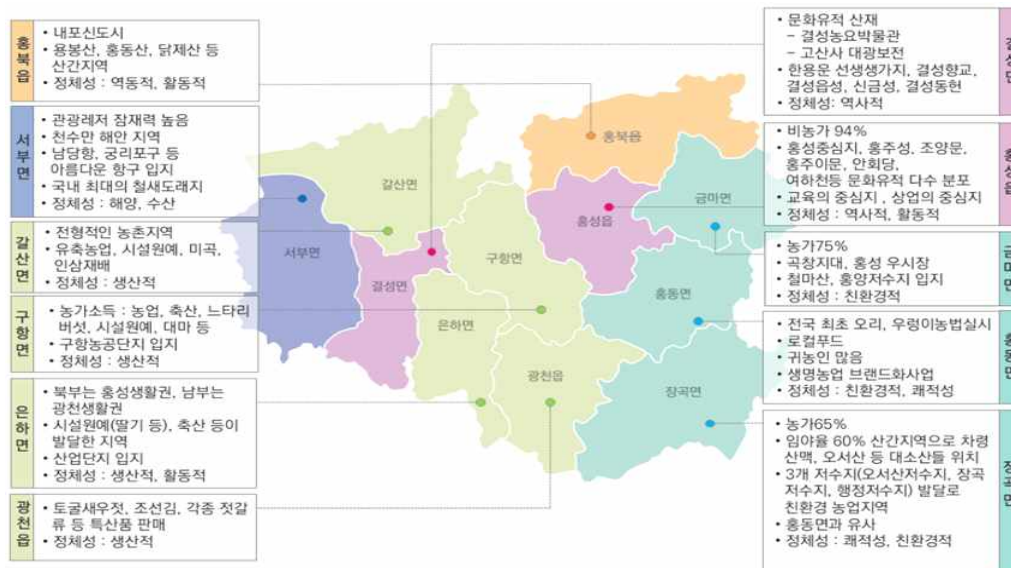 홍북읍
• 내포신도시
• 용봉산, 홍동산, 닭제산 등
산간지역
• 정체성 : 역동적, 활동적
서부면
• 관광레저 잠재력 높음
• 천수만 해안 지역
• 남당항, 궁리포구 등
아름다운 항구 입지
• 국내 최대의 철새도래지
• 정체성 : 해양, 수산
갈산면
• 전형적인 농촌지역
• 유축농업, 시설원예, 미곡,
인삼재배
• 정체성 : 생산적
구항면
• 농가소득 : 농업, 축산, 느타리
버섯, 시설원예, 대마 등
• 구항농공단지 입지
• 정체성 : 생산적
은하면
• 북부는 홍성생활권, 남부는
광천생활권
• 시설원예(딸기 등), 축산 등이
발달한 지역
• 산업단지 입지
• 정체성 : 생산적, 활동적
광천읍
• 토굴새우젓, 조선김, 각종 젓갈
류 등 특산품 판매
• 정체성 : 생산적
홍북읍
갈산면
금마면
홍성읍
서부면
구항면
결성면
홍동면
은하면
광천읍
장곡면
• 문화유적 산재
- 결성농요박물관
- 고산사 대광보전
• 한용운 선생생가지, 결성향교,
결성읍성, 신금성, 결성동헌
• 정체성: 역사적
결성면
• 비농가 94%
• 홍성중심지, 홍주성, 조양문,
홍주이문, 안회당,
여하천등 문화유적 다수 분포
• 교육의 중심지 , 상업의 중심지
• 정체성 : 역사적, 활동적
홍성읍
• 농가75%
• 곡창지대, 홍성 우시장
• 철마산, 홍양저수지 입지
• 정체성 : 친환경적
금마면
• 전국 최초 오리, 우렁이농법실시
• 로컬푸드
• 귀농인 많음
• 생명농업 브랜드화사업
• 정체성 : 친환경적, 쾌적성
홍동면
• 농가65%
• 임야율 60% 산간지역으로 차령
산맥, 오서산 등 대소산들 위치
• 3개 저수지(오서산저수지, 장곡
저수지, 행정저수지) 발달로
친환경 농업지역
• 홍동면과 유사
• 정체성 : 쾌적성, 친환경적
장곡면